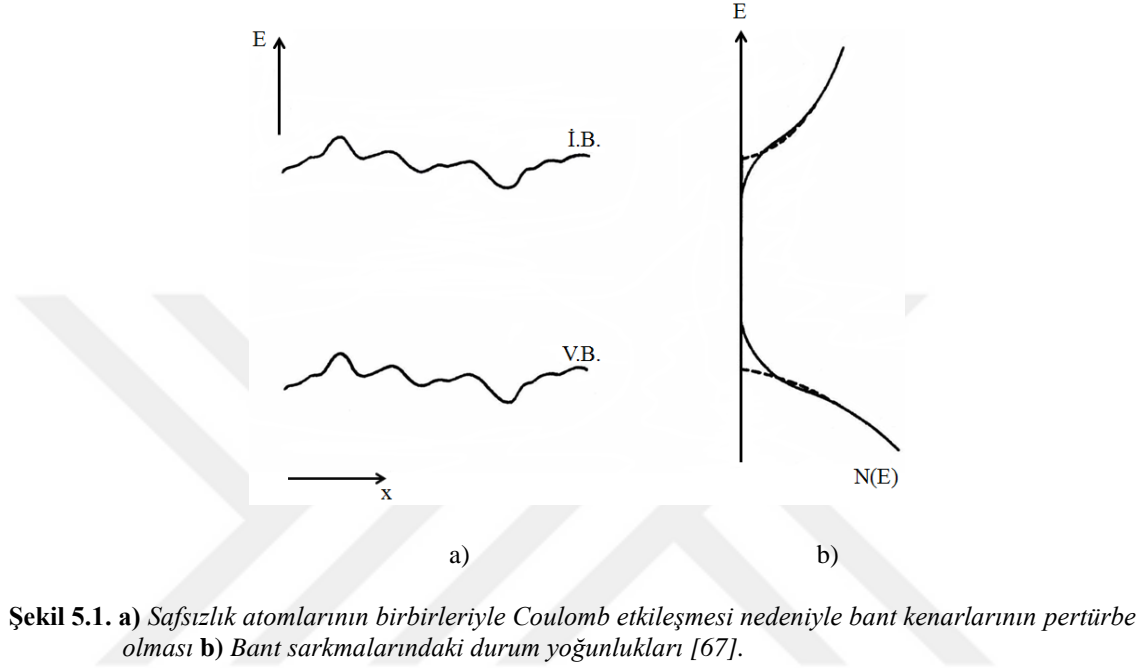 E
İ.B.
V.B.
x
E
N(E)
a)
b)
Şekil 5.1. a) Safsızlık atomlarının birbirleriyle Coulomb etkileşmesi nedeniyle bant kenarlarının pertürbe
olması b) Bant sarkmalarındaki durum yoğunlukları [67].